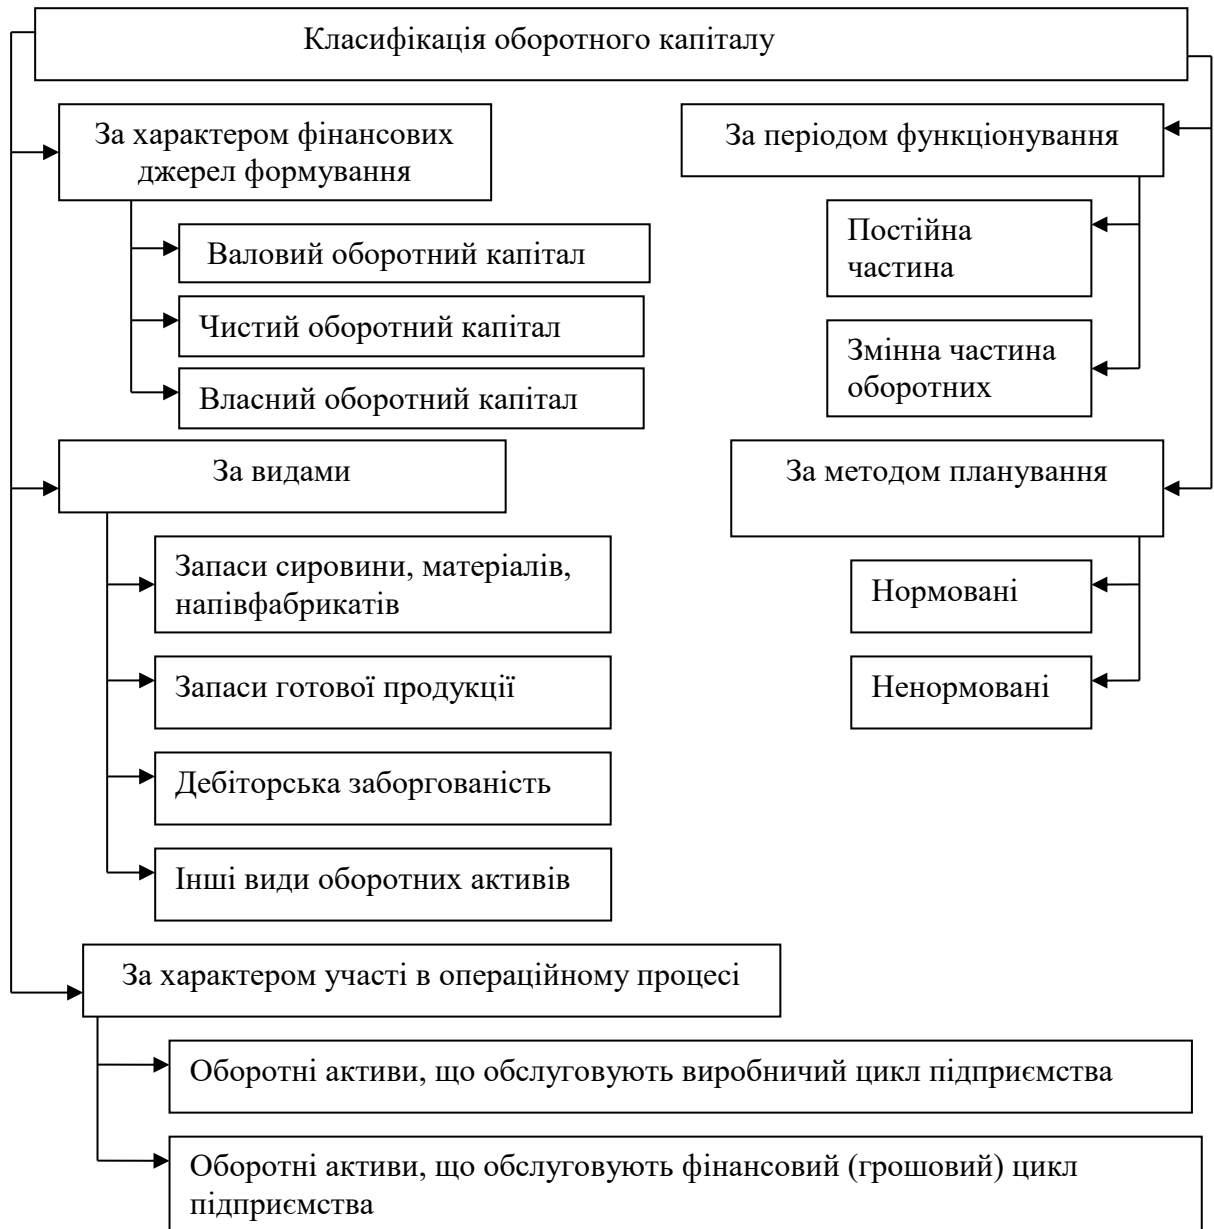 Класифікація оборотного капіталу
За характером фінансових
джерел формування
Валовий оборотний капітал
Чистий оборотний капітал
Власний оборотний капітал
За видами
Запаси сировини, матеріалів,
напівфабрикатів
Запаси готової продукції
Дебіторська заборгованість
Інші види оборотних активів
За характером участі в операційному процесі
Оборотні активи, що обслуговують виробничий цикл підприємства
Оборотні активи, що обслуговують фінансовий (грошовий) цикл
підприємства
За періодом функціонування
Постійна
частина
Змінна частина
оборотних
За методом планування
Нормовані
Ненормовані